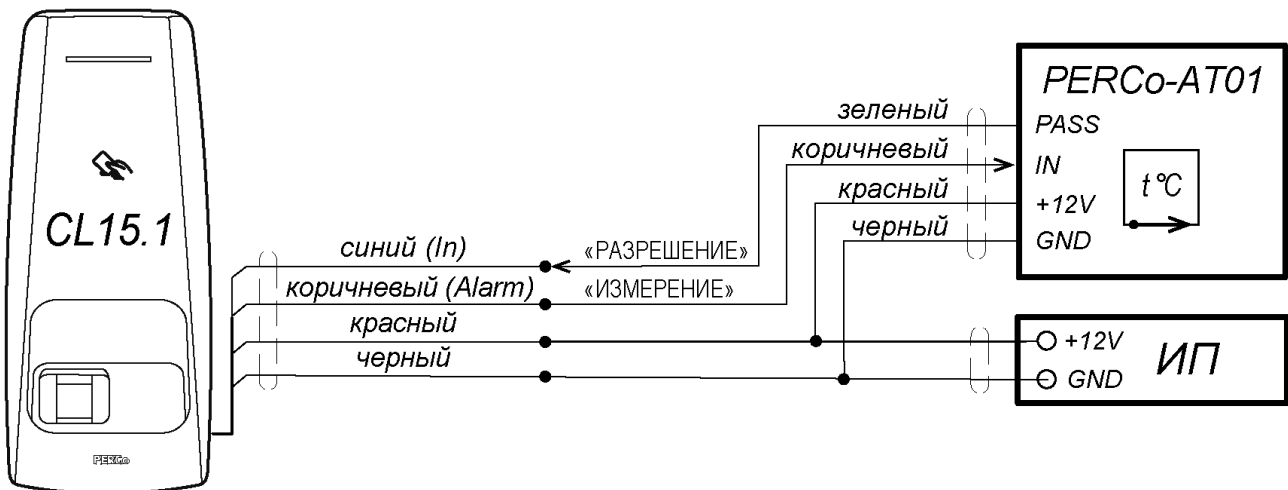 CL15.1
PERCo
синий (In)
коричневый (Alarm)
красный
черный
«РАЗРЕШЕНИЕ»
«ИЗМЕРЕНИЕ»
зеленый
коричневый
красный
черный
PERCo-AT01
PASS
IN
+12V
GND
t°C
+12V
GND
ИП